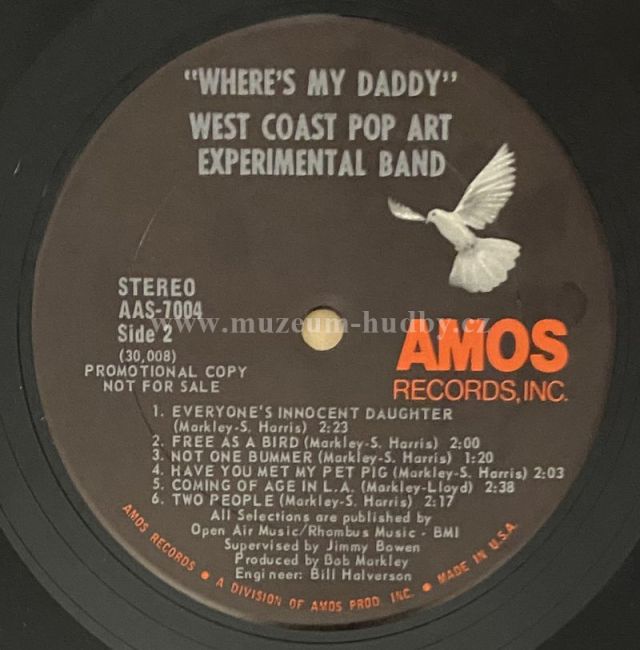 "WHERE'S MY DADDY"
WEST COAST POP ART
EXPERIMENTAL BAND
STEREO
AAS-7004
Side 2
(30,008)
PROMOTIONAL COPY
NOT FOR SALE
www.muzeum-hudby.cz
AMOS
RECORDS, INC.
1. EVERYONE'S INNOCENT DAUGHTER
(Markley-S. Harris) 2:23
2. FREE AS A BIRD (Markley-S. Harris) 2:00
3. NOT ONE BUMMER (Markley-S. Harris) 1:20
4. HAVE YOU MET MY PET PIG (Markley-S. Harris) 2:03
5. COMING OF AGE IN L.A. (Markley-Lloyd) 2:38
6. TWO PEOPLE (Markley-S. Harris) 2:17
All Selections are published by
Open Air Music/Rhombus Music - BMI
Supervised by Jimmy Bowen
Produced by Bob Markley
Engineer: Bill Halverson
AMOS RECORDS • A DIVISION OF AMOS PROD. INC. • MADE IN U.S.A.